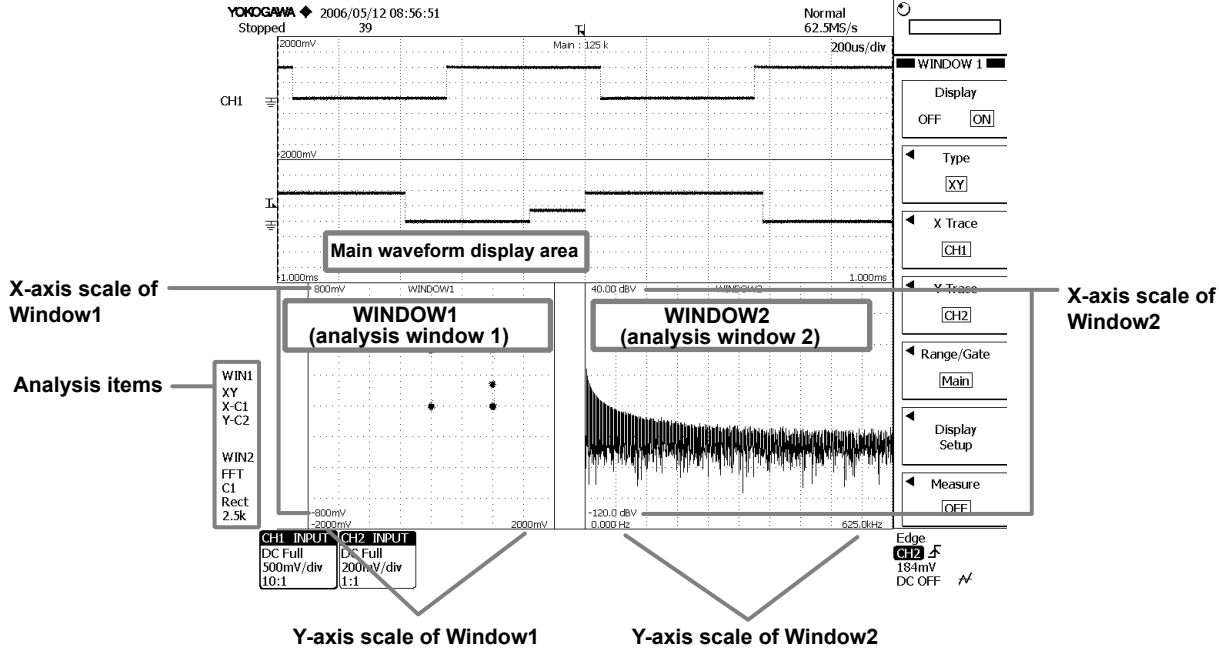 YOKOGAWA ◆ 2006/05/12 08:56:51
Stopped 39
Normal
62.5MS/s
2000mV
Main : 125 k
200us/div
CH1
2000mV
Main waveform display area
-1.000ms
1.000ms
X-axis scale of
Window1
800mV
WINDOW1
40.00 dBV
WINDOW2
WINDOW1
(analysis window 1)
WINDOW2
(analysis window 2)
X-axis scale of
Window2
Analysis items
WIN1
XY
X-C1
Y-C2
WIN2
FFT
C1
Rect
2.5k
-800mV
-2000mV
2000mV
-120.0 dBV
0.000 Hz
625.0kHz
CH1 INPUT
DC Full
500mV/div
10:1
CH2 INPUT
DC Full
200mV/div
1:1
Y-axis scale of Window1
Y-axis scale of Window2
WINDOW 1
Display
OFF ON
Type
XY
X Trace
CH1
Y Trace
CH2
Range/Gate
Main
Display
Setup
Measure
OFF
Edge
CH2
184mV
DC OFF